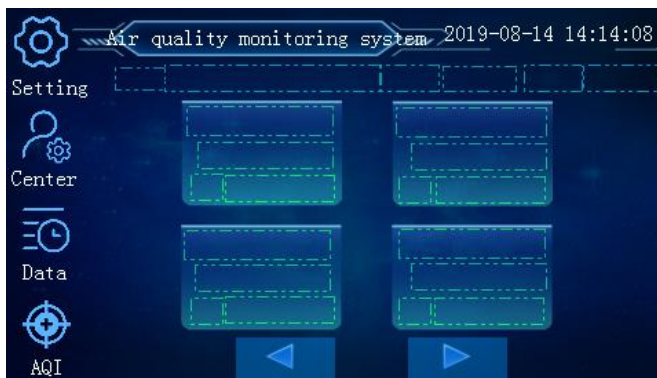 Air quality monitoring system 2019-08-14 14:14:08
Setting
Center
Data
AQI